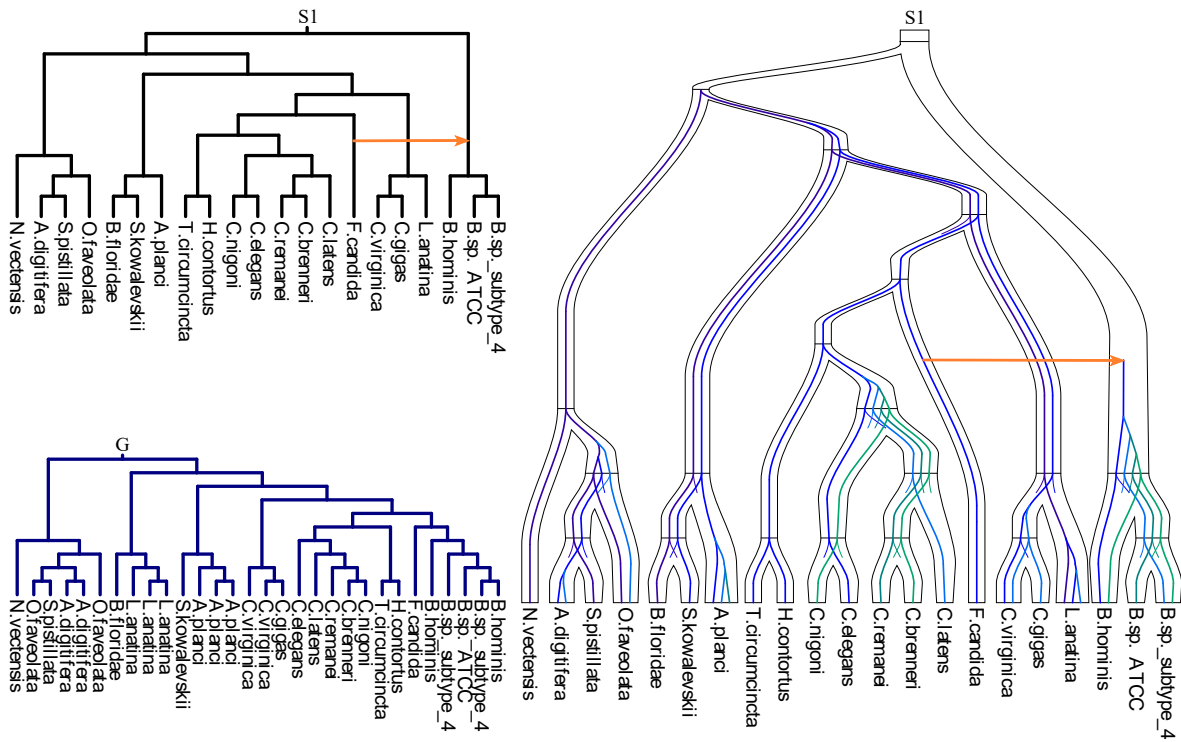 S1
N.vectensis
A.digitifera
S.pistillata
O.faveolata
B.floridae
S.kowalevskii
A.planci
T.circumcincta
H.contortus
C.nigoni
C.elegans
C.remanei
C.brenneri
C.latens
F.candida
C.virginica
C.gigas
L.anatina
B.hominis
B.sp._ATCC
B.sp._subtype_4
G
N.vectensis
O.faveolata
S.pistillata
A.digitifera
A.digitifera
O.faveolata
B.floridae
L.anatina
L.anatina
L.anatina
S.kowalevskii
A.planci
A.planci
A.planci
C.virginica
C.virginica
C.gigas
C.elegans
C.latens
C.remanei
C.brenneri
C.nigoni
T.circumcincta
H.contortus
F.candida
B.hominis
B.sp._subtype_4
B.sp._ATCC
B.sp._subtype_4
B.hominis
S1
N.vectensis
A.digitifera
S.pistillata
O.faveolata
B.floridae
S.kowalevskii
A.planci
T.circumcincta
H.contortus
C.nigoni
C.elegans
C.remanei
C.brenneri
C.latens
F.candida
C.virginica
C.gigas
L.anatina
B.hominis
B.sp._ATCC
B.sp._subtype_4